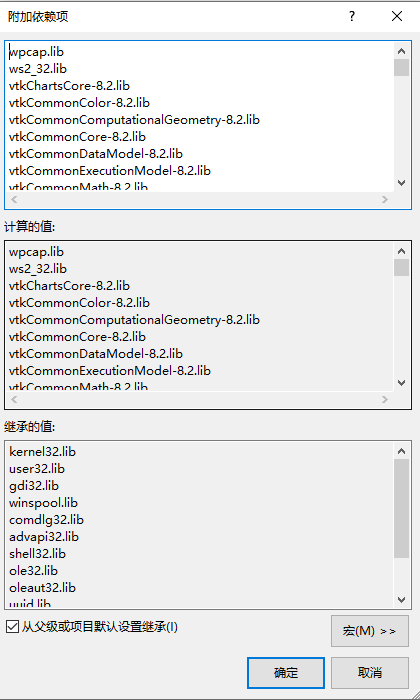 附加依赖项
wpcap.lib
ws2_32.lib
vtkChartsCore-8.2.lib
vtkCommonColor-8.2.lib
vtkCommonComputationalGeometry-8.2.lib
vtkCommonCore-8.2.lib
vtkCommonDataModel-8.2.lib
vtkCommonExecutionModel-8.2.lib
vtkCommonMath-8.2.lib
计算的值:
wpcap.lib
ws2_32.lib
vtkChartsCore-8.2.lib
vtkCommonColor-8.2.lib
vtkCommonComputationalGeometry-8.2.lib
vtkCommonCore-8.2.lib
vtkCommonDataModel-8.2.lib
vtkCommonExecutionModel-8.2.lib
vtkCommonMath-8.2.lib
继承的值:
kernel32.lib
user32.lib
gdi32.lib
winspool.lib
comdlg32.lib
advapi32.lib
shell32.lib
ole32.lib
oleaut32.lib
uuid.lib
从父级或项目默认设置继承(I)
宏(M) >>
确定 取消